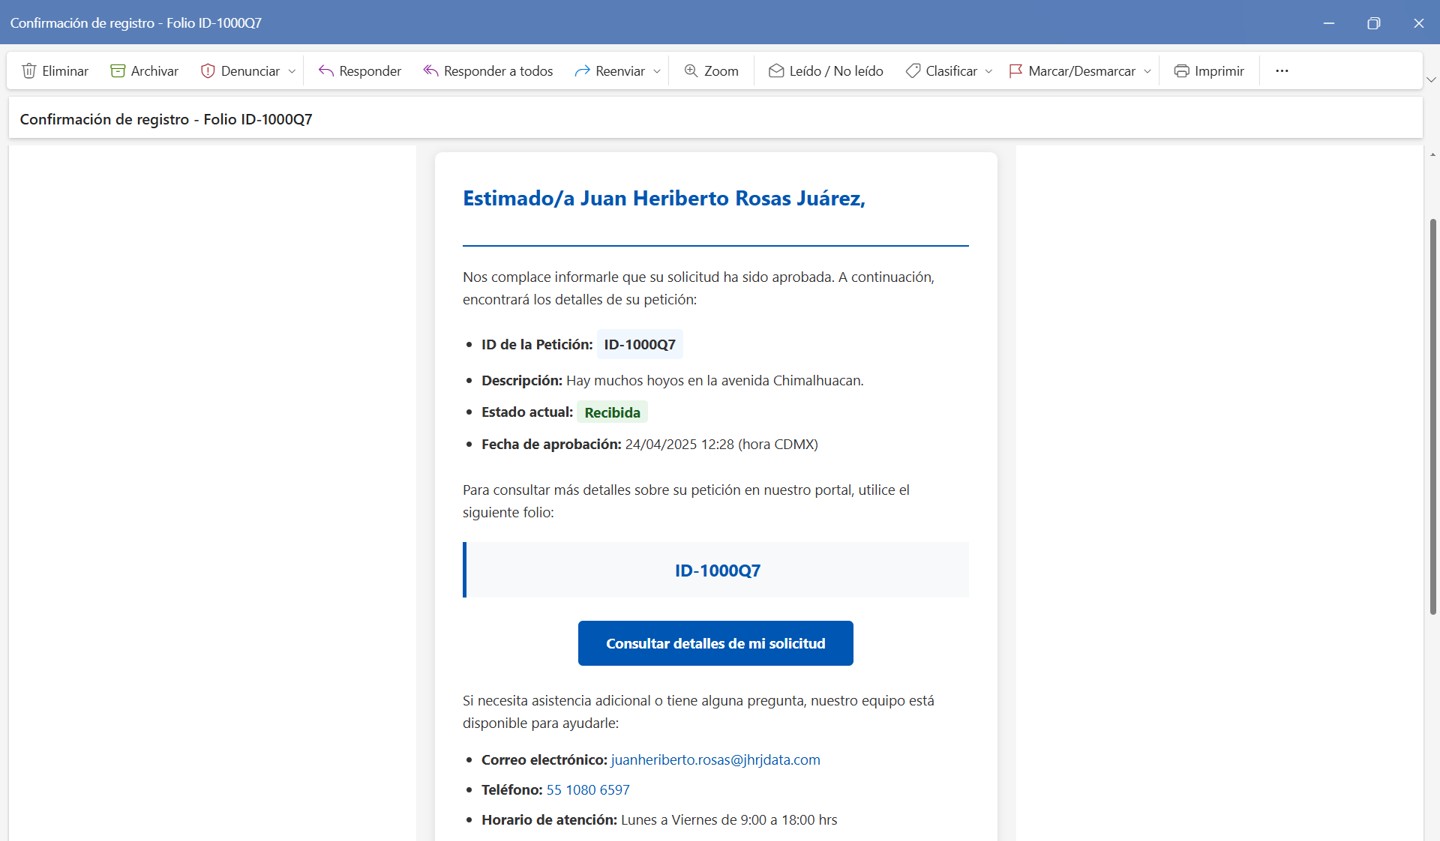 Confirmación de registro - Folio ID-1000Q7
Eliminar Archivar Denunciar Responder Responder a todos Reenviar Zoom Leído / No leído Clasificar Marcar/Desmarcar Imprimir ...
Confirmación de registro - Folio ID-1000Q7
Estimado/a Juan Heriberto Rosas Juárez,
Nos complace informarle que su solicitud ha sido aprobada. A continuación,
encontrará los detalles de su petición:
• ID de la Petición: ID-1000Q7
• Descripción: Hay muchos hoyos en la avenida Chimalhuacan.
• Estado actual: Recibida
• Fecha de aprobación: 24/04/2025 12:28 (hora CDMX)
Para consultar más detalles sobre su petición en nuestro portal, utilice el
siguiente folio:
ID-1000Q7
Consultar detalles de mi solicitud
Si necesita asistencia adicional o tiene alguna pregunta, nuestro equipo está
disponible para ayudarle:
• Correo electrónico: juanheriberto.rosas@jhrjdata.com
• Teléfono: 55 1080 6597
• Horario de atención: Lunes a Viernes de 9:00 a 18:00 hrs